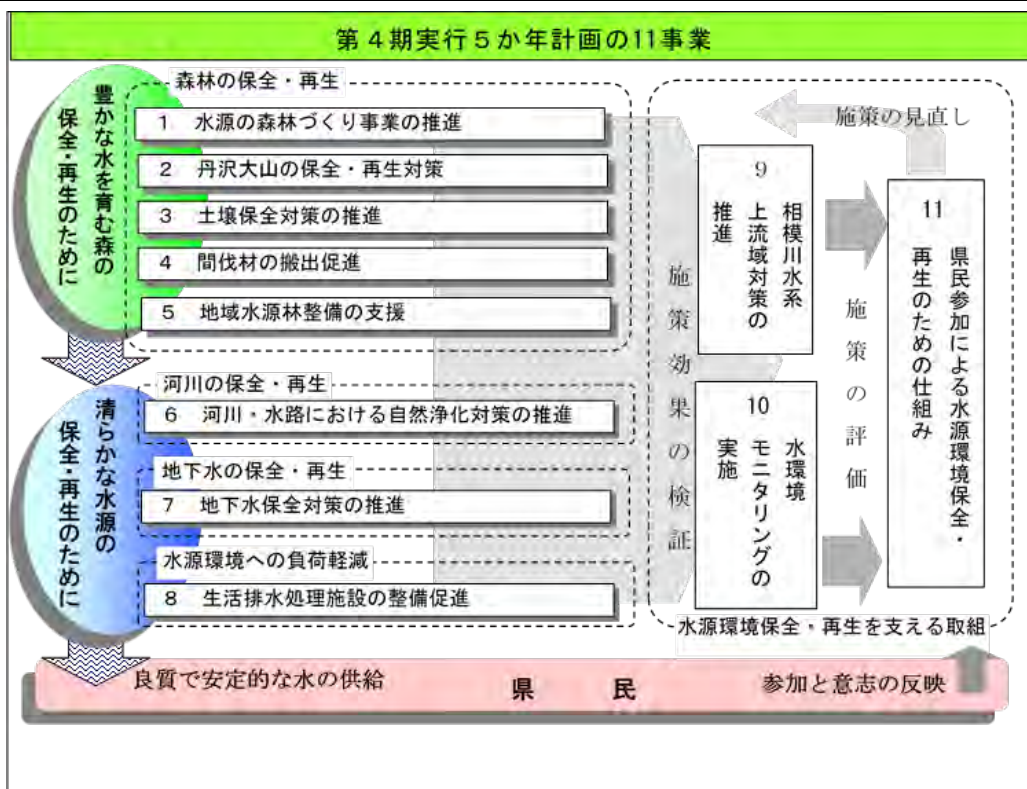 第4期実行5か年計画の11事業
豊かな水を育む森の
保全・再生のために
森林の保全・再生
1 水源の森林づくり事業の推進
2 丹沢大山の保全・再生対策
3 土壌保全対策の推進
4 間伐材の搬出促進
5 地域水源林整備の支援
清らかな水源の
保全・再生のために
河川の保全・再生
6 河川・水路における自然浄化対策の推進
地下水の保全・再生
7 地下水保全対策の推進
水源環境への負荷軽減
8 生活排水処理施設の整備促進
施策効果の検証
9
相模川水系
上流域対策の
推進
10
水環境
モニタリングの
実施
施策の評価
施策の見直し
11
県民参加による水源環境保全・
再生のための仕組み
水源環境保全・再生を支える取組
良質で安定的な水の供給
県民
参加と意志の反映